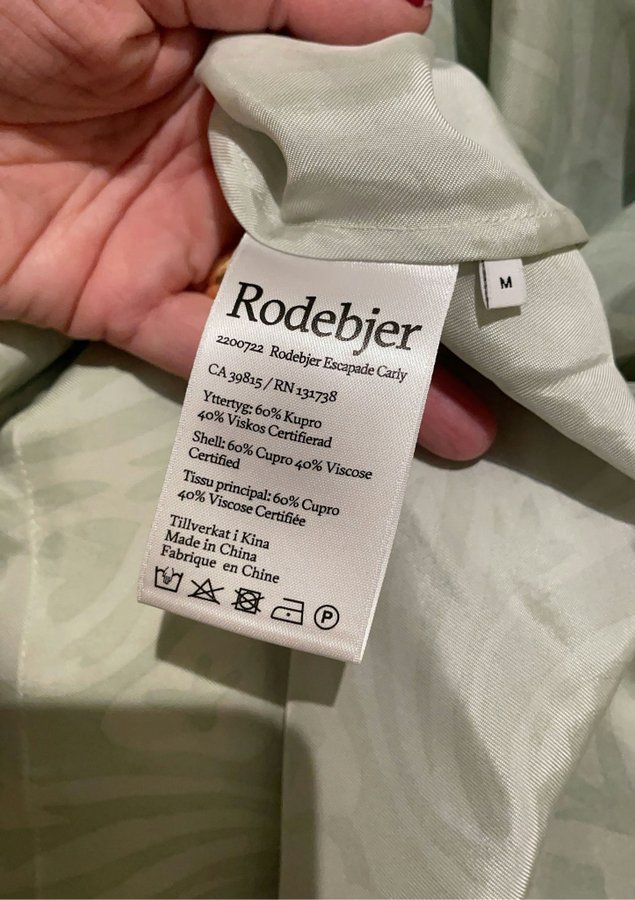 M
Rodebjer
2200722 Rodebjer Escapade Carly
CA 39815 / RN 131738
Yttertyg: 60% Kupro
40% Viskos Certifierad
Shell: 60% Cupro 40% Viscose
Certified
Tissu principal: 60% Cupro
40% Viscose Certifiée
Tillverkat i Kina
Made in China
Fabrique en Chine
P